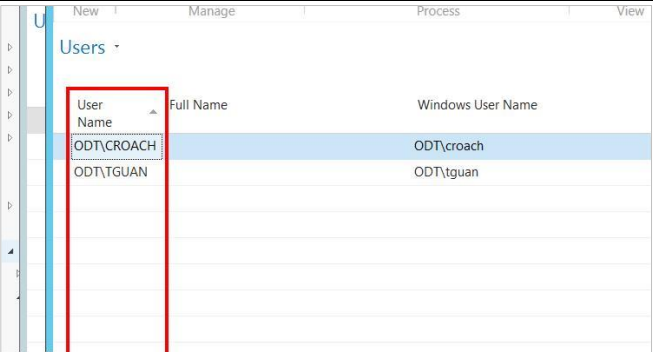 New Manage Process View
U
Users
User Name Full Name Windows User Name
ODT\CROACH ODT\croach
ODT\TGUAN ODT\tguan